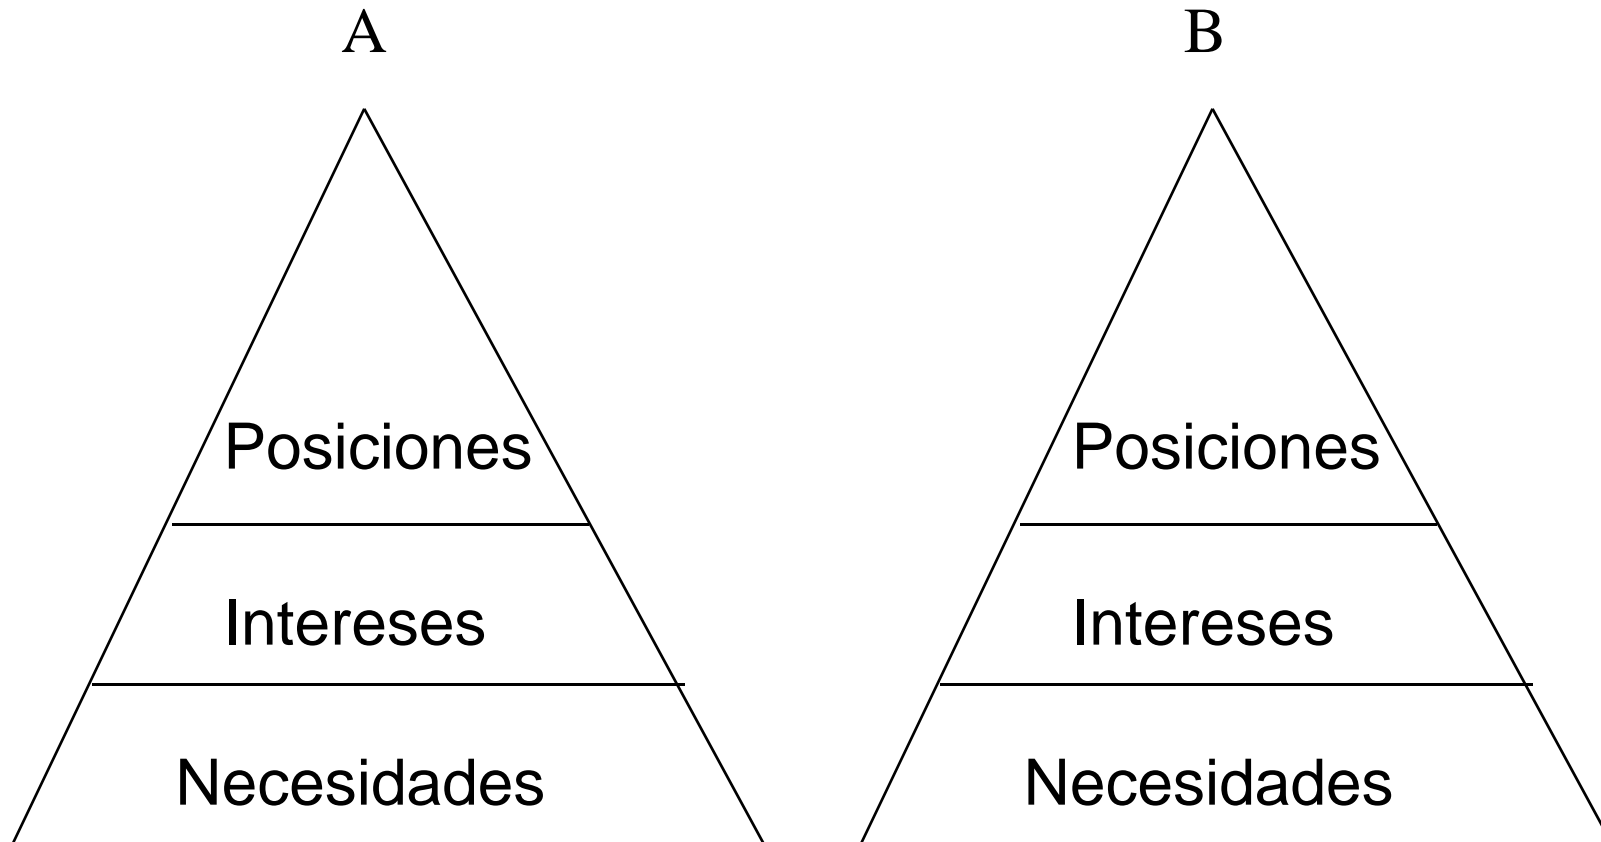 A
B
Posiciones
Posiciones
Intereses
Intereses
Necesidades
Necesidades